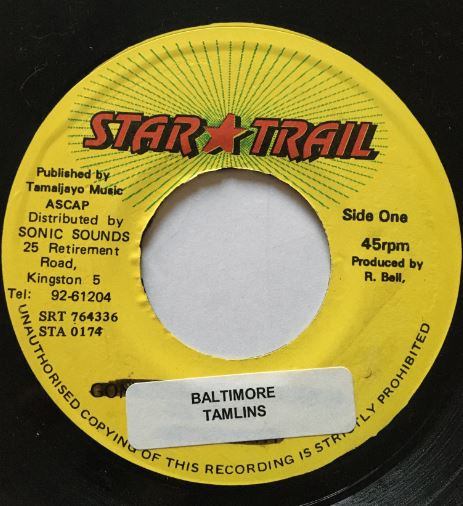 STAR★TRAIL
Published by
Tamaljayo Music
ASCAP
Distributed by
SONIC SOUNDS
25 Retirement
Road,
Kingston 5
Tel: 92-61204
SRT 764336
STA 0174
Side One
45rpm
Produced by
R. Bell,
BALTIMORE
TAMLINS
UNAUTHORISED COPYING OF THIS RECORDING IS STRICTLY PROHIBITED